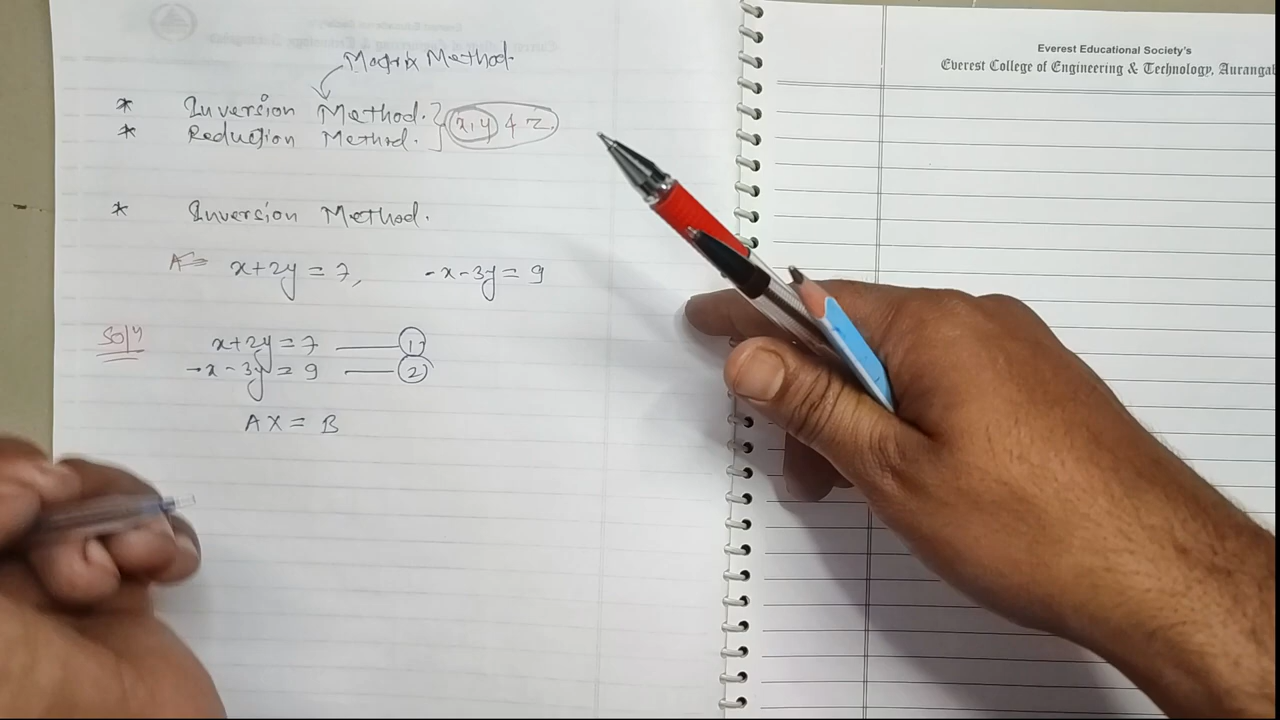 Matrix Method.
* Inversion Method. } x, y & z.
* Reduction Method.
* Inversion Method.
x+2y = 7, -x-3y = 9
Solⁿ x+2y = 7 ——— ①
-x-3y = 9 ——— ②
AX = B
Everest Educational Society's
Everest College of Engineering & Technology, Aurangab